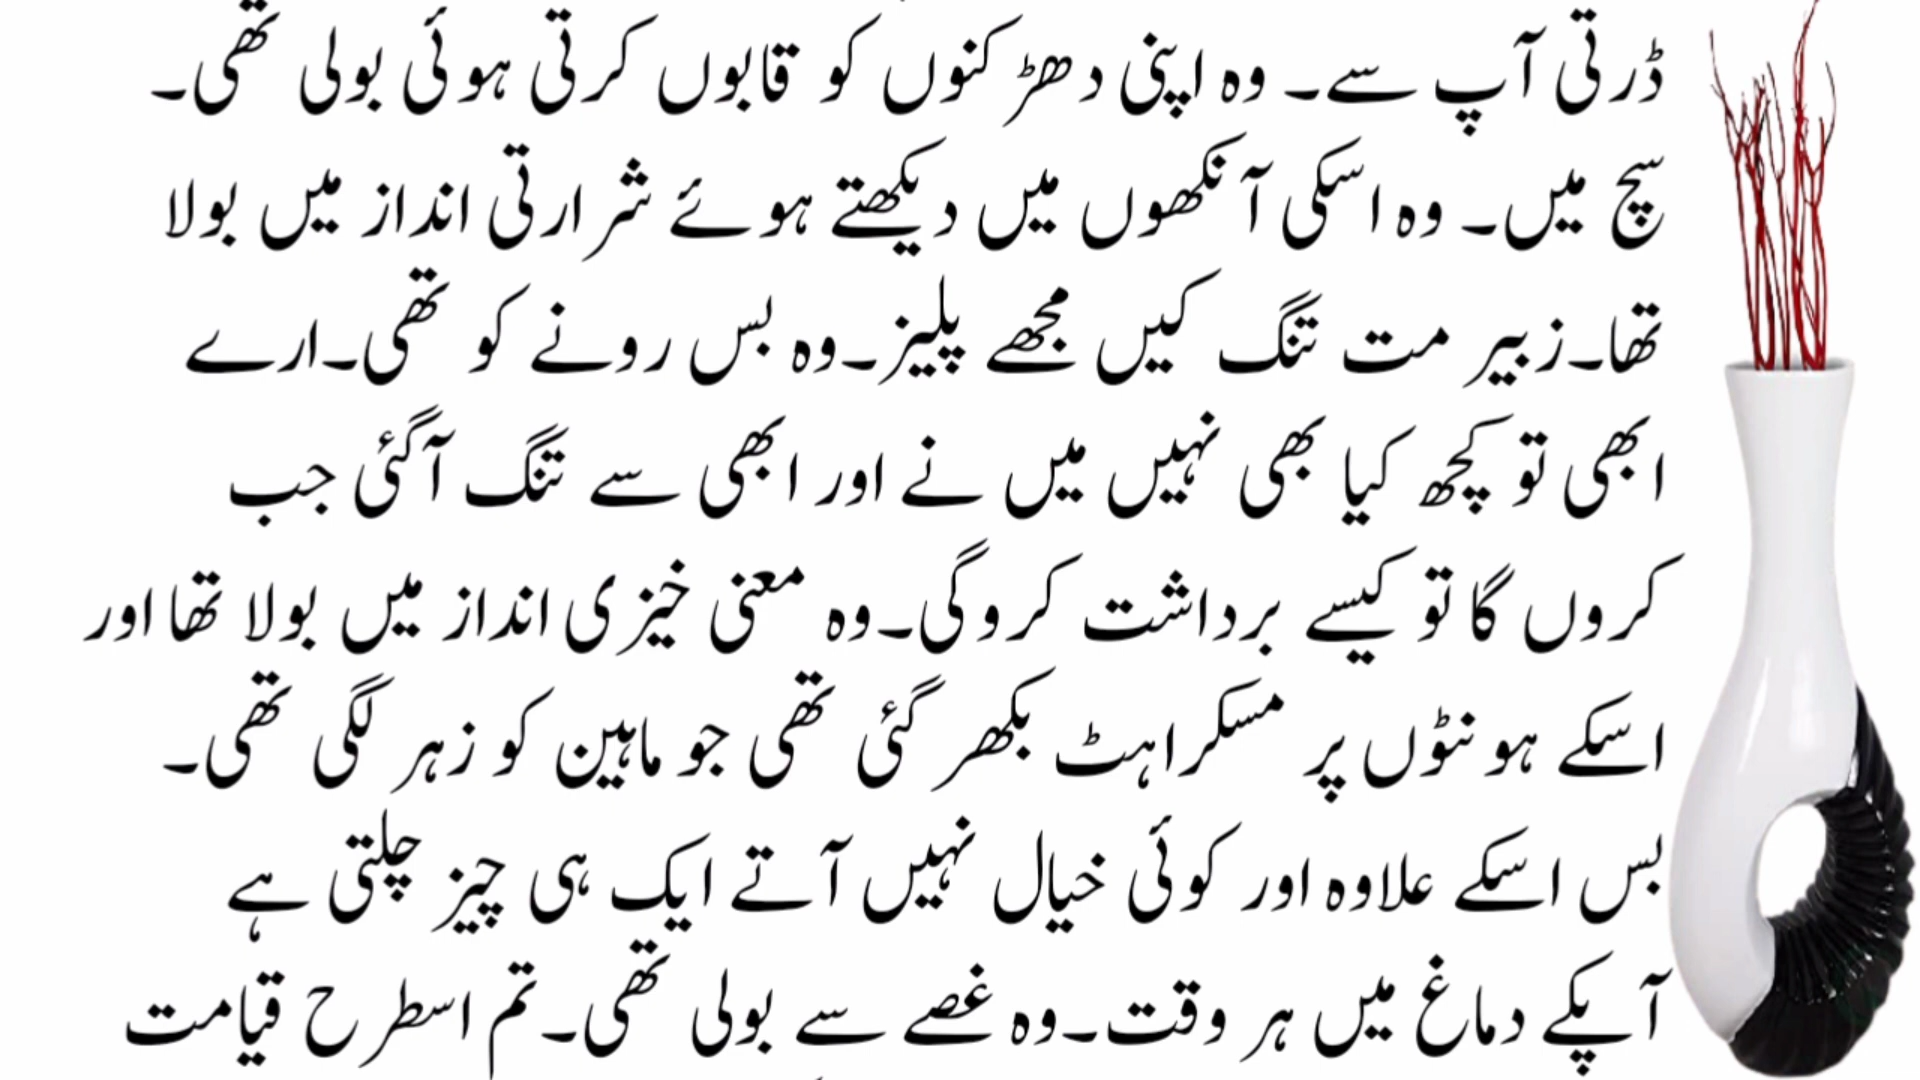 ڈرتی آپ سے۔ وہ اپنی دھڑکنوں کو قابوں کرتی ہوئی بولی تھی۔
سچ میں۔ وہ اسکی آنکھوں میں دیکھتے ہوئے شرارتی انداز میں بولا
تھا۔زبیر مت تنگ کیں مجھے پلیز۔وہ بس رونے کو تھی۔ارے
ابھی تو کچھ کیا بھی نہیں میں نے اور ابھی سے تنگ آگئی جب
کروں گا تو کیسے برداشت کروگی۔وہ معنی خیزی انداز میں بولا تھا اور
اسکے ہونٹوں پر مسکراہٹ بکھر گئی تھی جو ماہین کو زہر لگی تھی۔
بس اسکے علاوہ اور کوئی خیال نہیں آتے ایک ہی چیز چلتی ہے
آپکے دماغ میں ہر وقت۔وہ غصے سے بولی تھی۔تم اسطرح قیامت